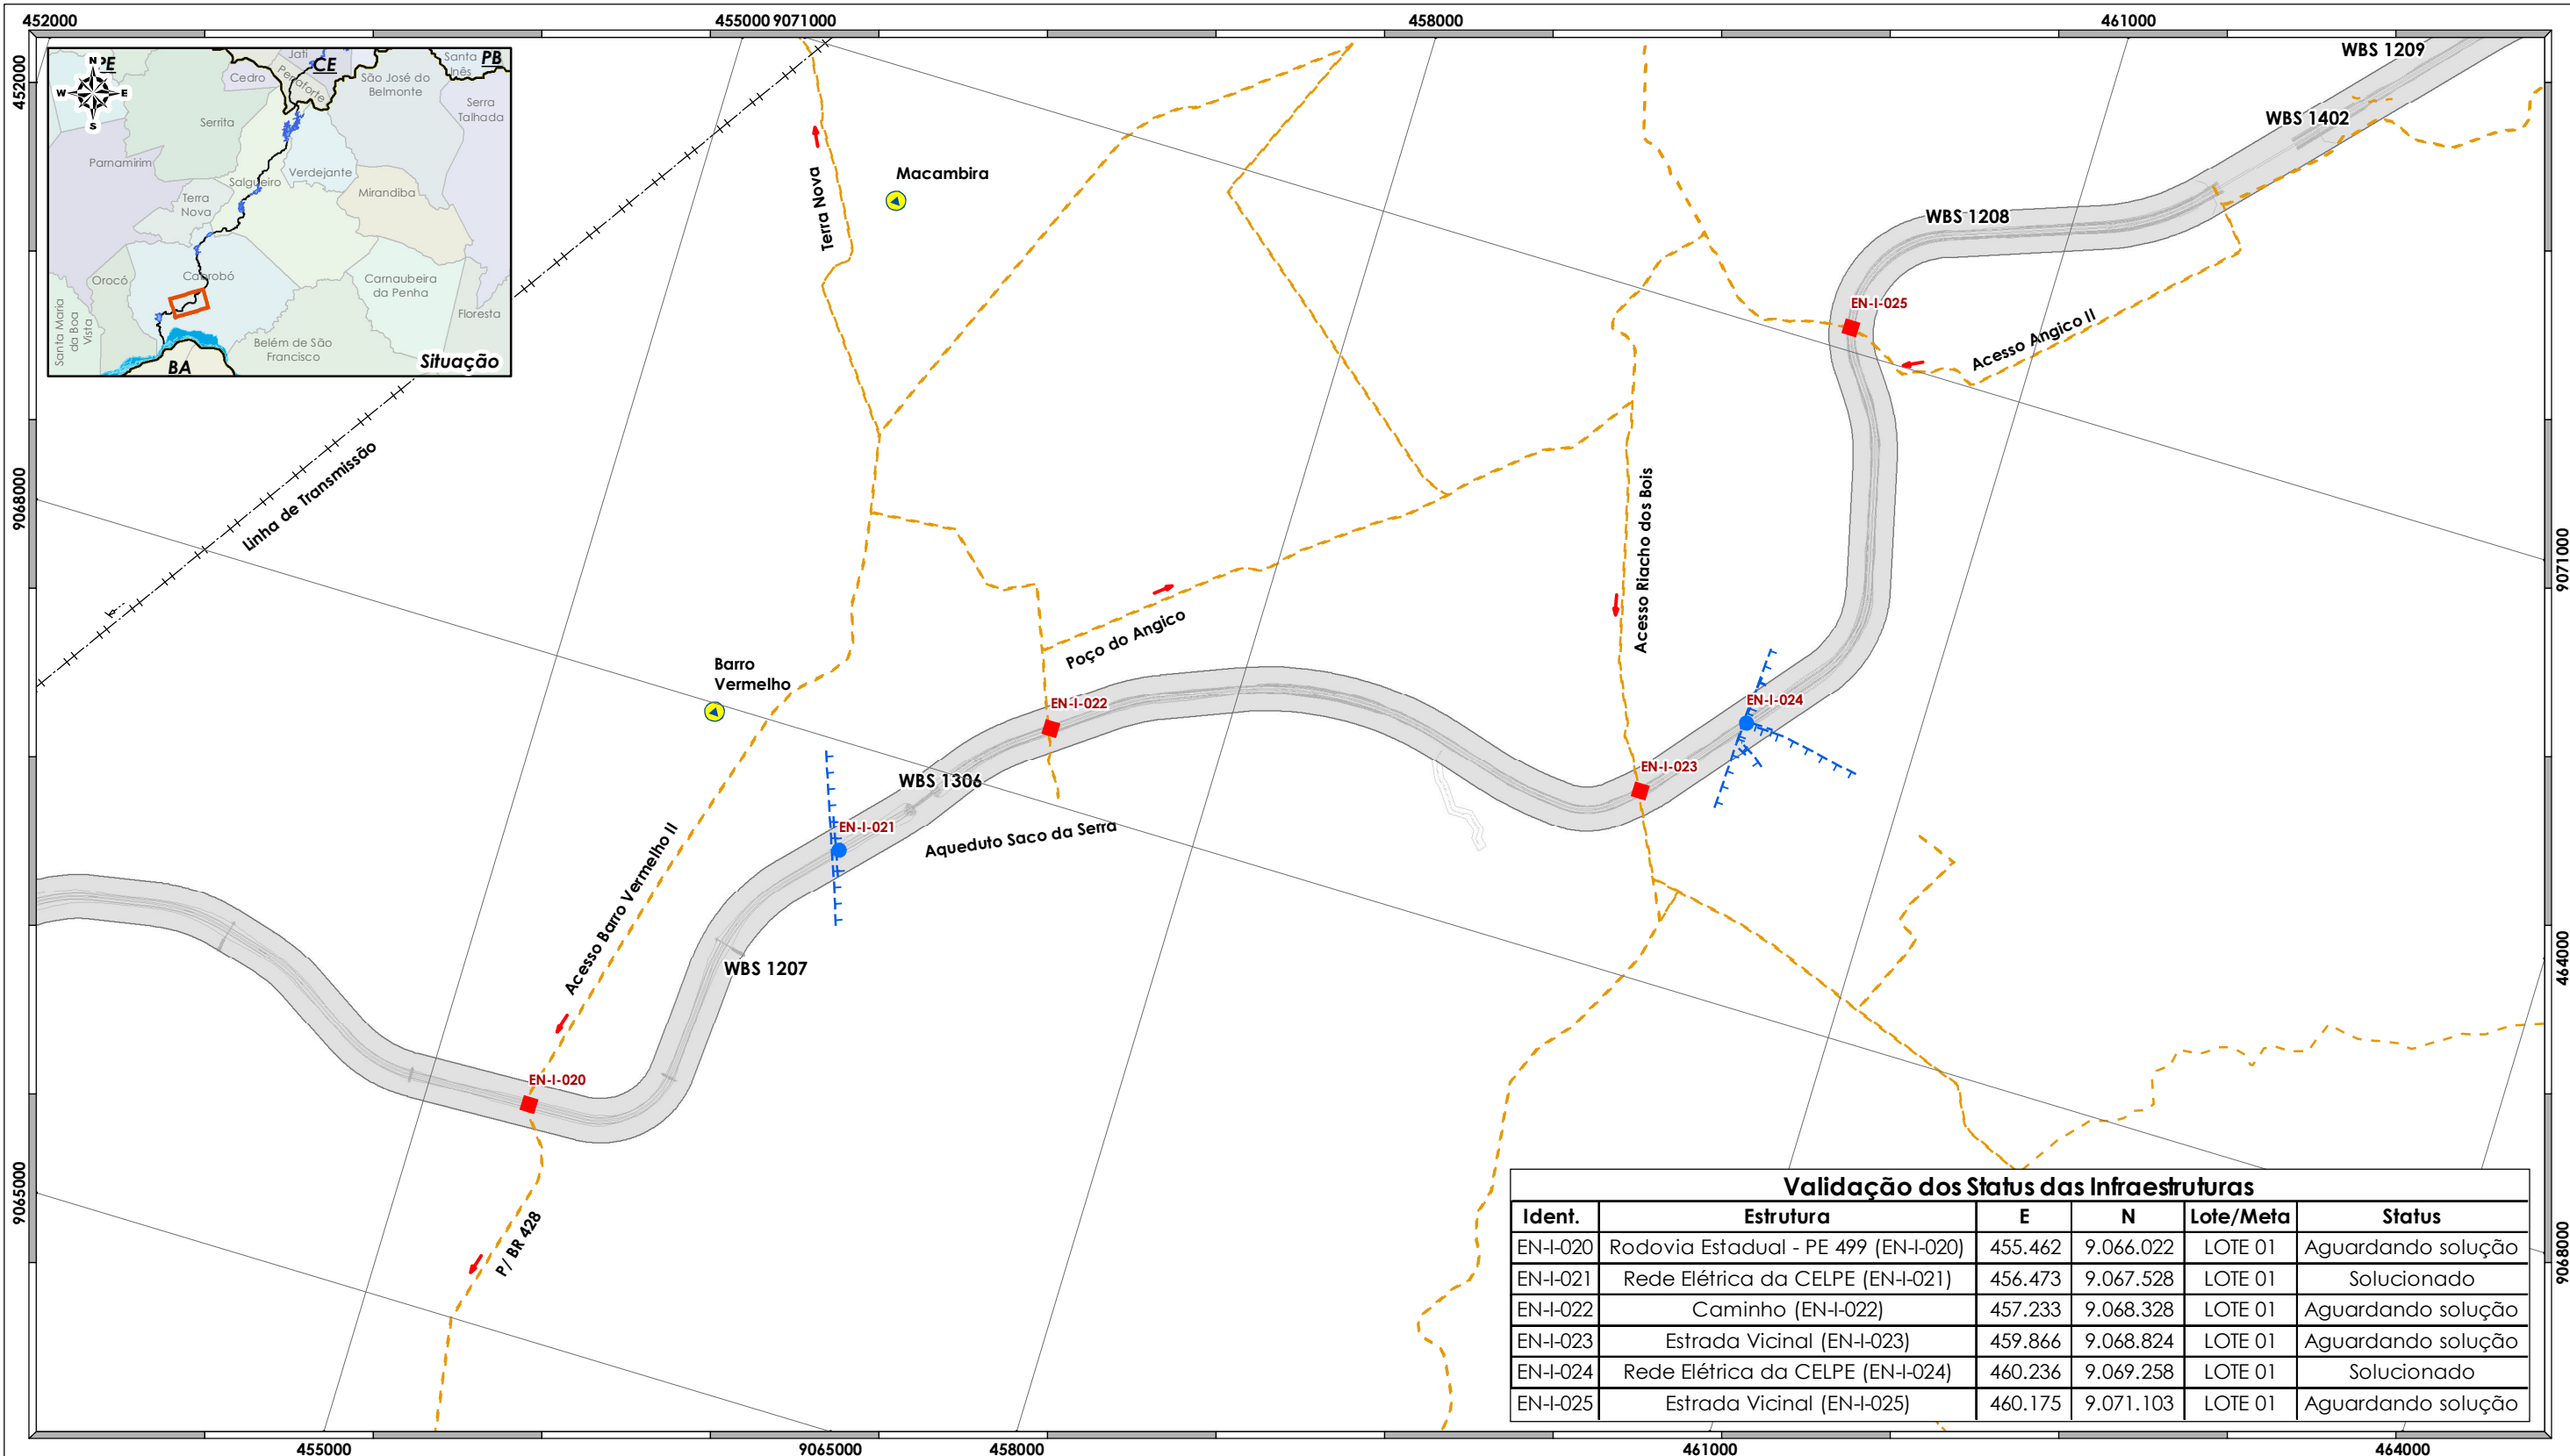 452000
455000
9071000
458000
461000
452000
9068000
9065000
9071000
464000
9068000
455000
9065000
458000
461000
464000
N
W
E
S
PE
CE
PB
BA
Jati
Penaforte
Cedro
Santa
Inês
São José do
Belmonte
Serra
Talhada
Serrita
Parnamirim
Salgueiro
Verdejante
Mirandiba
Terra
Nova
Orocó
Cabrobó
Carnaubeira
da Penha
Santa Maria
da Boa
Vista
Belém de São
Francisco
Floresta
Situação
Linha de Transmissão
Terra Nova
Macambira
WBS 1209
WBS 1402
WBS 1208
EN-I-025
Acesso Angico II
Acesso Riacho dos Bois
Poço do Angico
Barro
Vermelho
EN-I-022
EN-I-024
EN-I-023
WBS 1306
EN-I-021
Aqueduto Saco da Serra
Acesso Barro Vermelho II
WBS 1207
EN-I-020
P/ BR 428
Validação dos Status das Infraestruturas
Ident. Estrutura E N Lote/Meta Status
EN-I-020 Rodovia Estadual - PE 499 (EN-I-020) 455.462 9.066.022 LOTE 01 Aguardando solução
EN-I-021 Rede Elétrica da CELPE (EN-I-021) 456.473 9.067.528 LOTE 01 Solucionado
EN-I-022 Caminho (EN-I-022) 457.233 9.068.328 LOTE 01 Aguardando solução
EN-I-023 Estrada Vicinal (EN-I-023) 459.866 9.068.824 LOTE 01 Aguardando solução
EN-I-024 Rede Elétrica da CELPE (EN-I-024) 460.236 9.069.258 LOTE 01 Solucionado
EN-I-025 Estrada Vicinal (EN-I-025) 460.175 9.071.103 LOTE 01 Aguardando solução